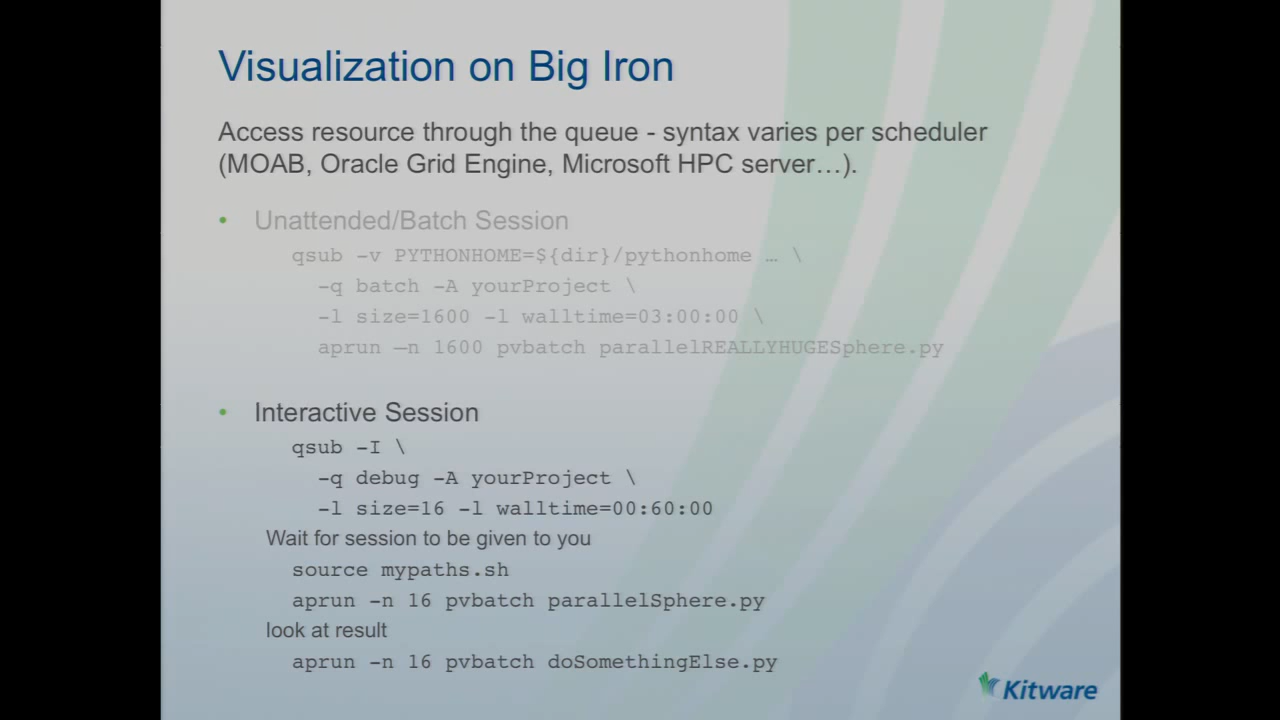 Visualization on Big Iron
Access resource through the queue - syntax varies per scheduler
(MOAB, Oracle Grid Engine, Microsoft HPC server…).
• Unattended/Batch Session
qsub -v PYTHONHOME=${dir}/pythonhome … \
-q batch -A yourProject \
-l size=1600 -l walltime=03:00:00 \
aprun –n 1600 pvbatch parallelREALLYHUGESphere.py
• Interactive Session
qsub -I \
-q debug -A yourProject \
-l size=16 -l walltime=00:60:00
Wait for session to be given to you
source mypaths.sh
aprun -n 16 pvbatch parallelSphere.py
look at result
aprun -n 16 pvbatch doSomethingElse.py
Kitware